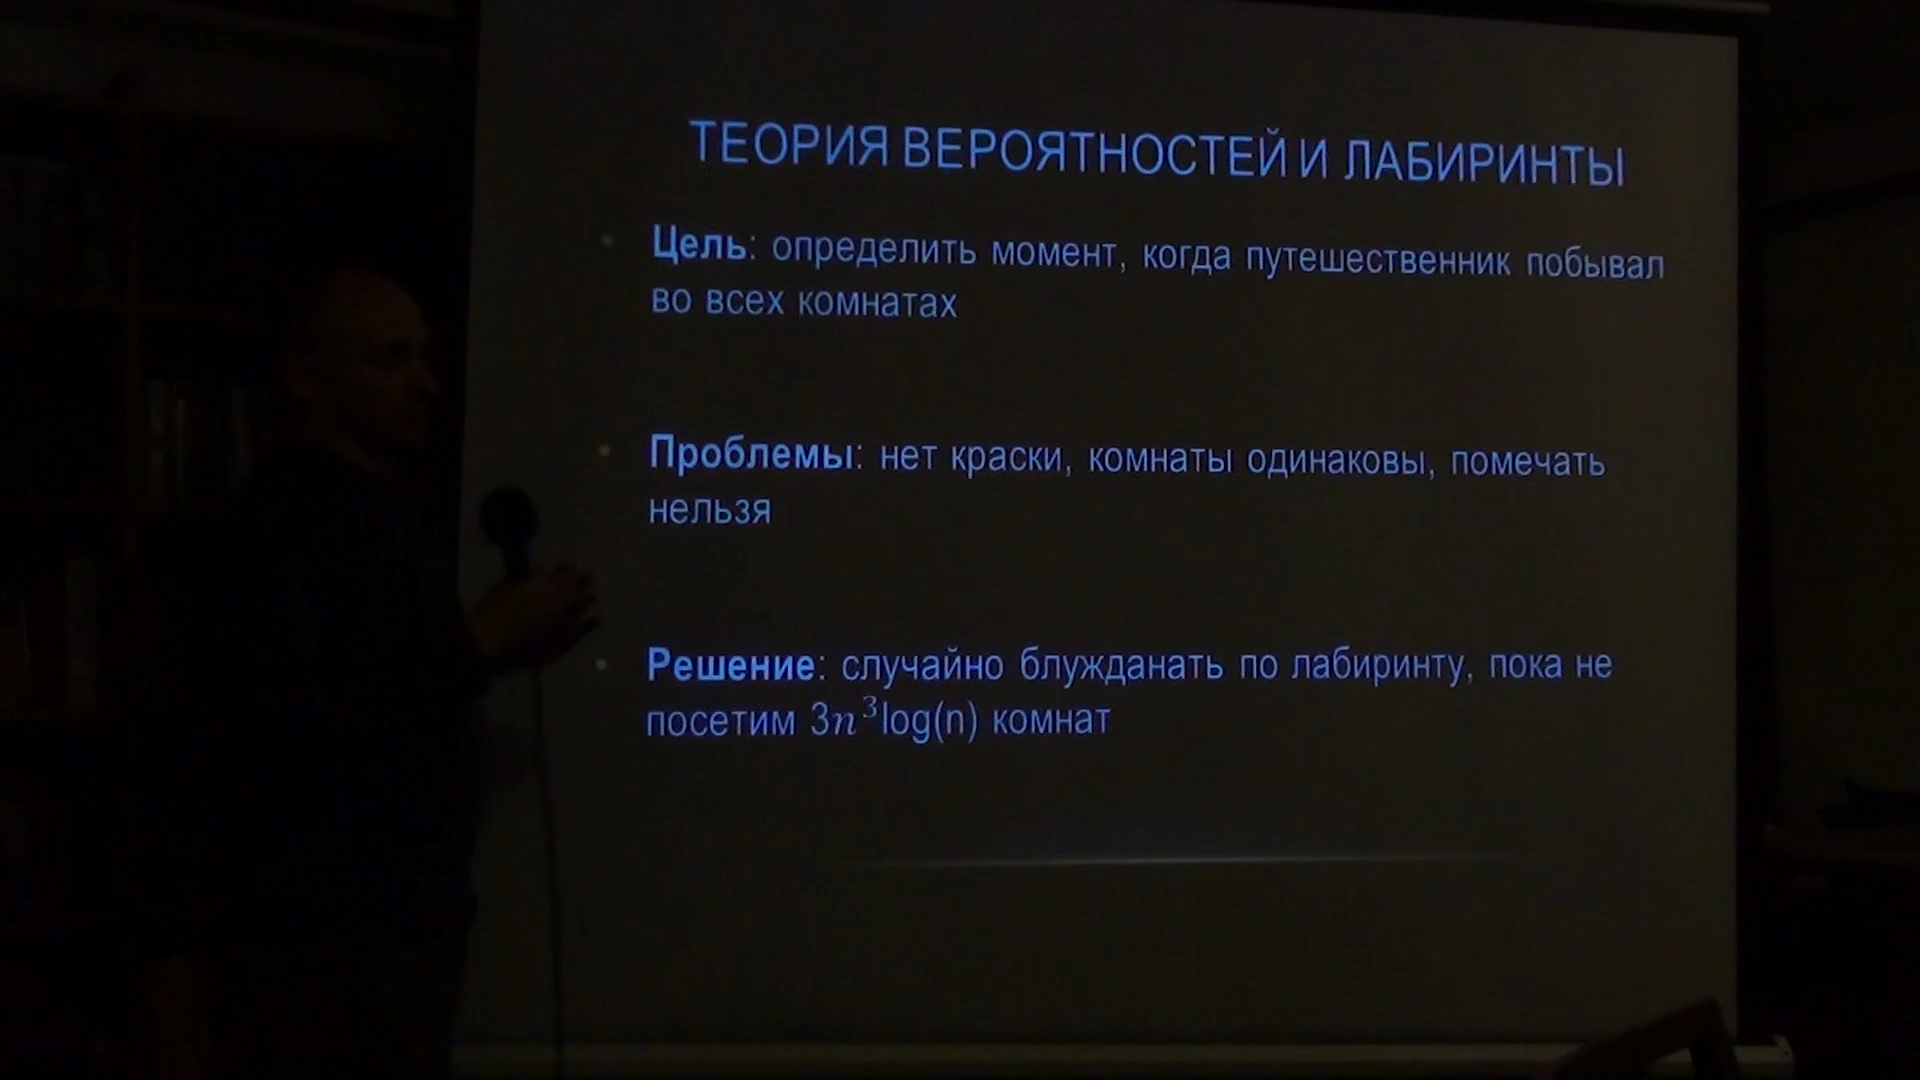 ТЕОРИЯ ВЕРОЯТНОСТЕЙ И ЛАБИРИНТЫ
Цель: определить момент, когда путешественник побывал
во всех комнатах
Проблемы: нет краски, комнаты одинаковы, помечать
нельзя
Решение: случайно блужданать по лабиринту, пока не
посетим 3n³log(n) комнат